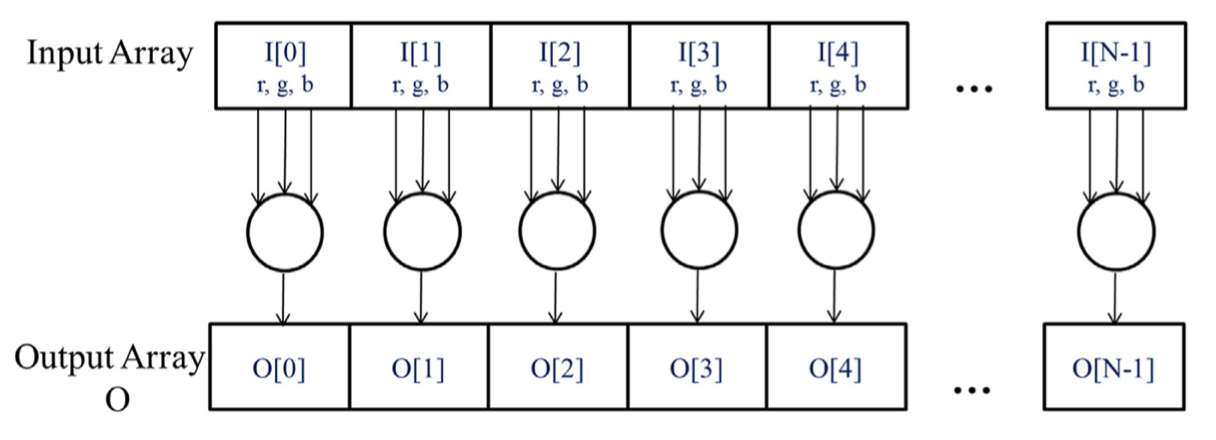 Input Array
I[0] I[1] I[2] I[3] I[4] ... I[N-1]
r, g, b r, g, b r, g, b r, g, b r, g, b r, g, b
Output Array
O
O[0] O[1] O[2] O[3] O[4] ... O[N-1]